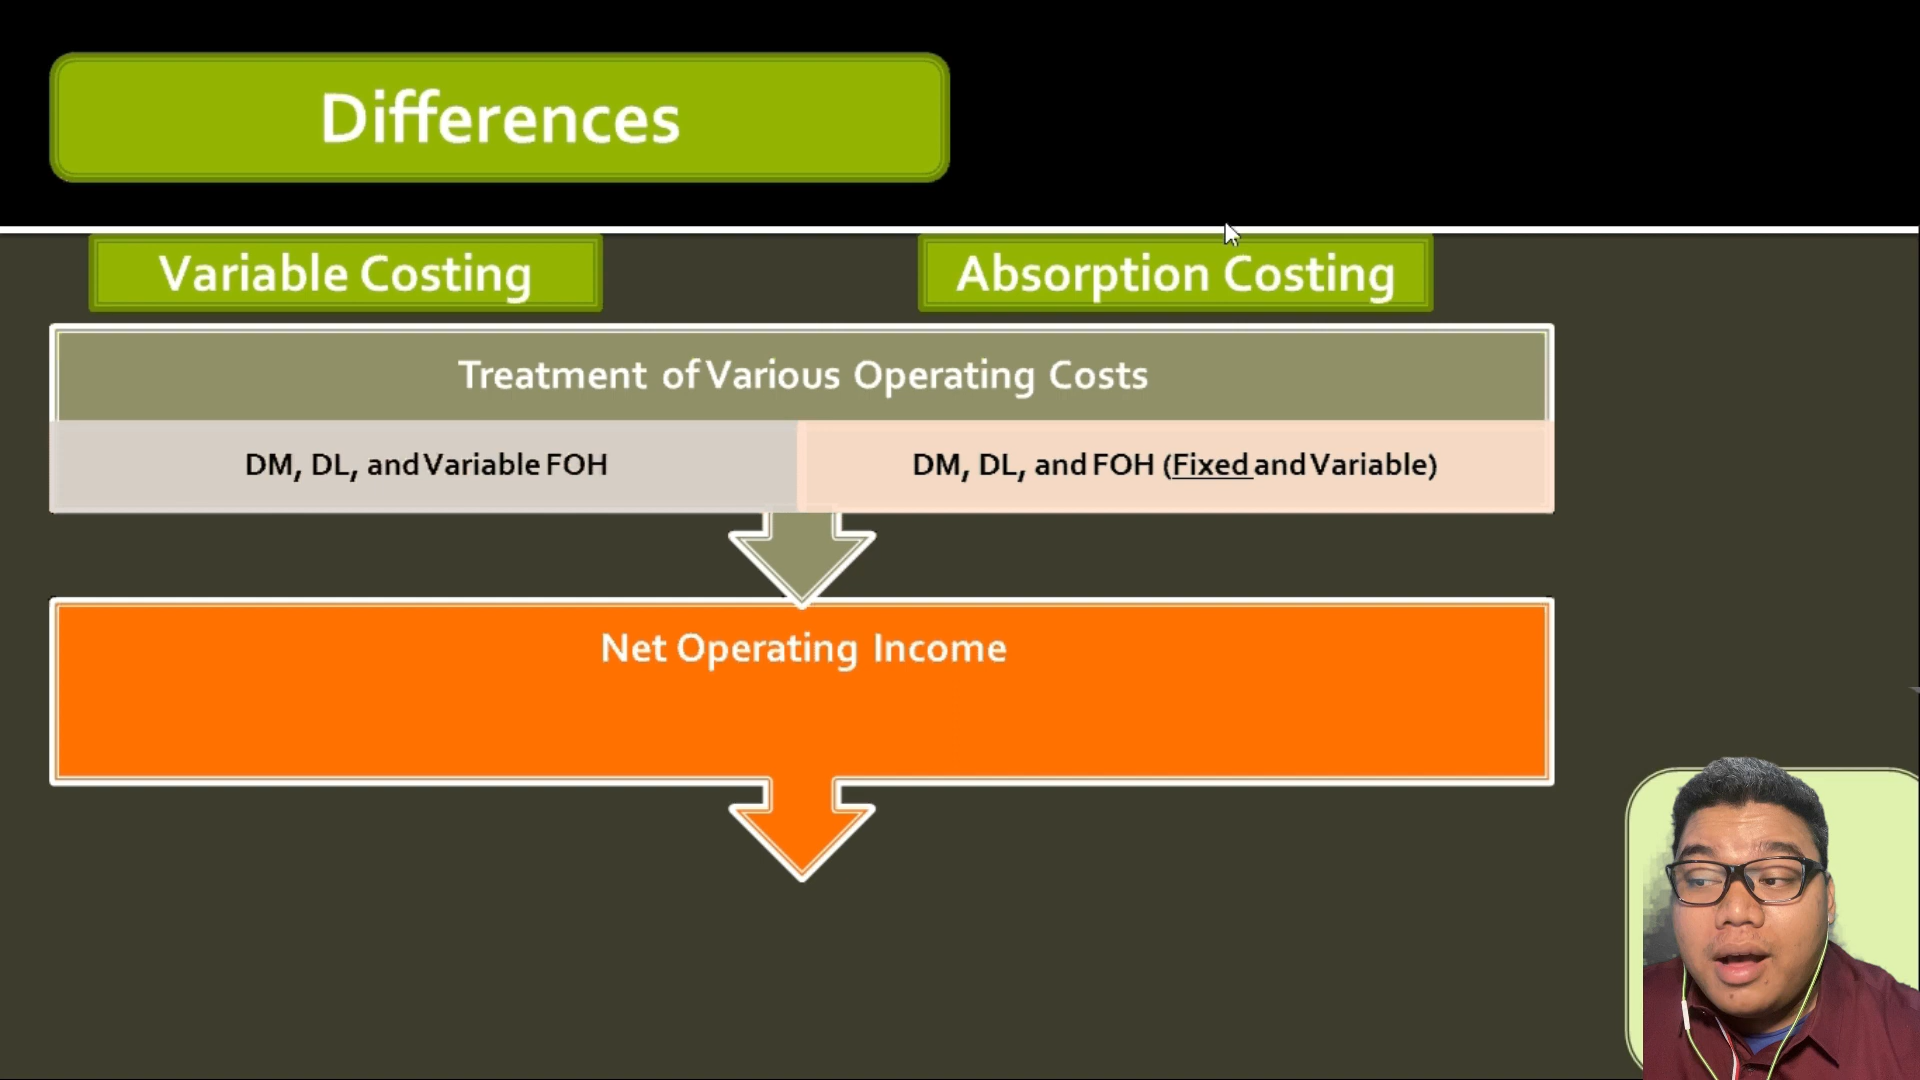 Differences
Variable Costing
Absorption Costing
Treatment of Various Operating Costs
DM, DL, and Variable FOH
DM, DL, and FOH (Fixed and Variable)
Net Operating Income